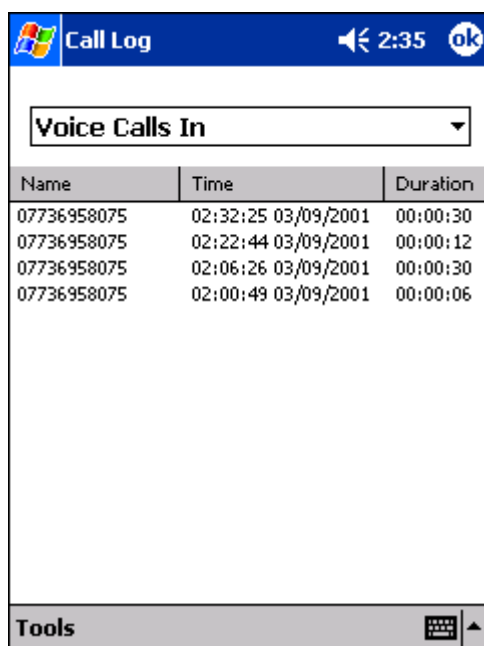 Call Log 2:35 ok
Voice Calls In
Name Time Duration
07736958075 02:32:25 03/09/2001 00:00:30
07736958075 02:22:44 03/09/2001 00:00:12
07736958075 02:06:26 03/09/2001 00:00:30
07736958075 02:00:49 03/09/2001 00:00:06
Tools